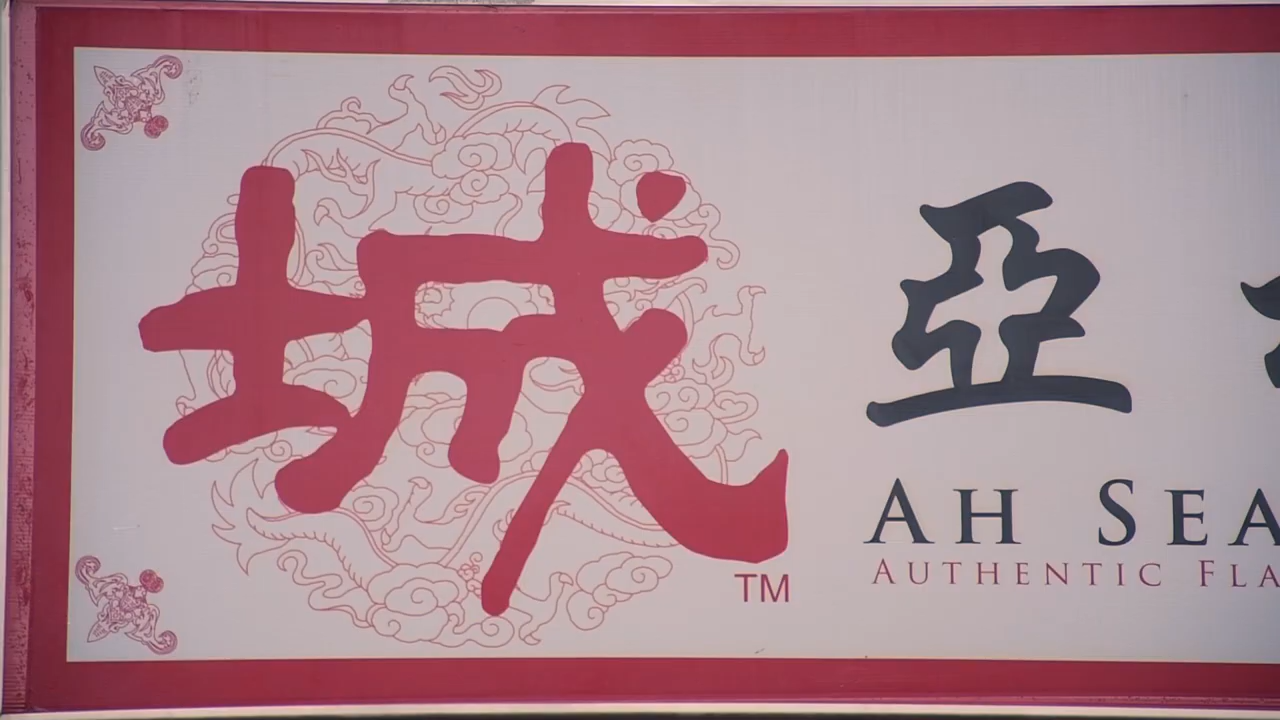 城
TM
亞
AH SEA
AUTHENTIC FLA